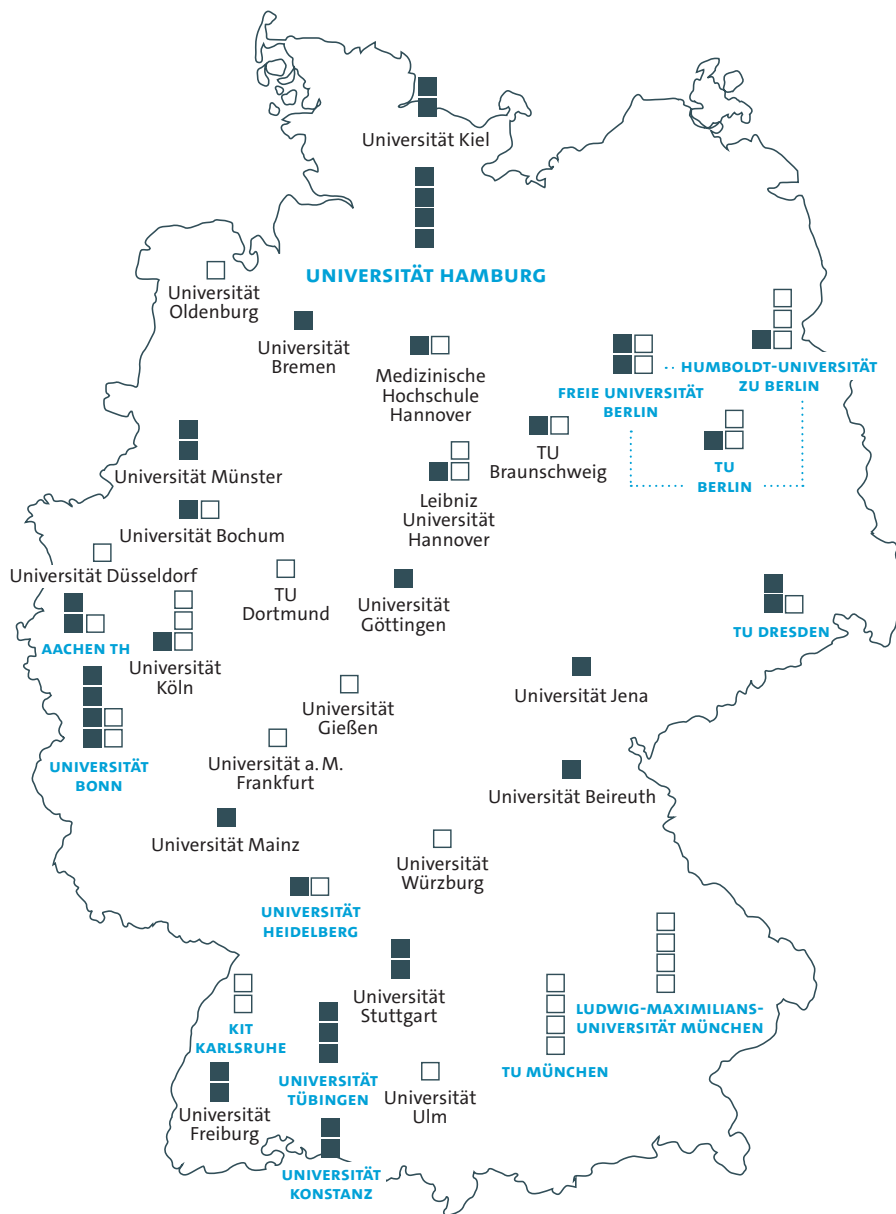 Universität Kiel
UNIVERSITÄT HAMBURG
Universität
Oldenburg
Universität
Bremen
Medizinische
Hochschule
Hannover
FREIE UNIVERSITÄT
BERLIN
HUMBOLDT-UNIVERSITÄT
ZU BERLIN
TU
BERLIN
TU
Braunschweig
Universität Münster
Leibniz
Universität
Hannover
Universität Bochum
Universität Düsseldorf
TU
Dortmund
Universität
Göttingen
TU DRESDEN
AACHEN TH
Universität
Köln
Universität Jena
Universität
Gießen
UNIVERSITÄT
BONN
Universität a. M.
Frankfurt
Universität Beireuth
Universität Mainz
Universität
Würzburg
UNIVERSITÄT
HEIDELBERG
Universität
Stuttgart
LUDWIG-MAXIMILIANS-
UNIVERSITÄT MÜNCHEN
KIT
KARLSRUHE
TU MÜNCHEN
UNIVERSITÄT
TÜBINGEN
Universität
Ulm
Universität
Freiburg
UNIVERSITÄT
KONSTANZ